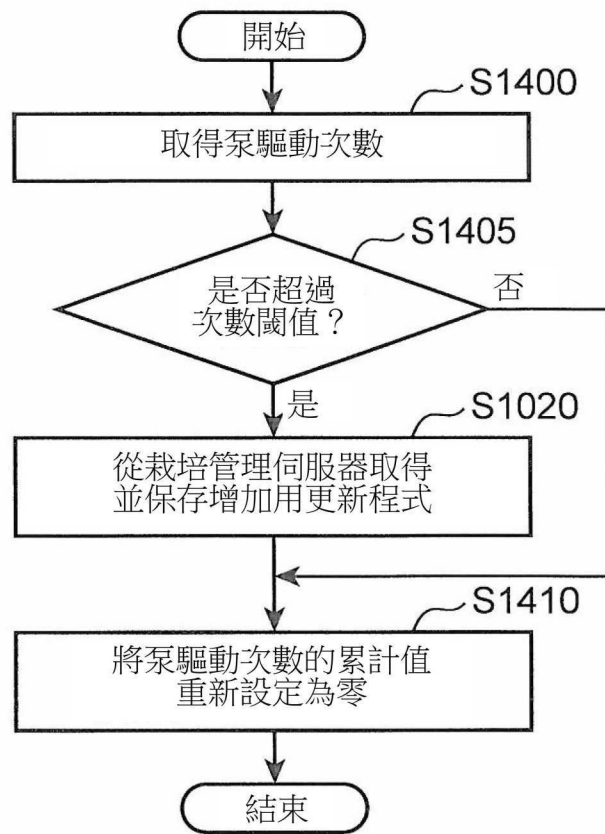 開始
S1400
取得泵驅動次數
S1405
是否超過
次數閾值？
否
是
S1020
從栽培管理伺服器取得
並保存增加用更新程式
S1410
將泵驅動次數的累計值
重新設定為零
結束